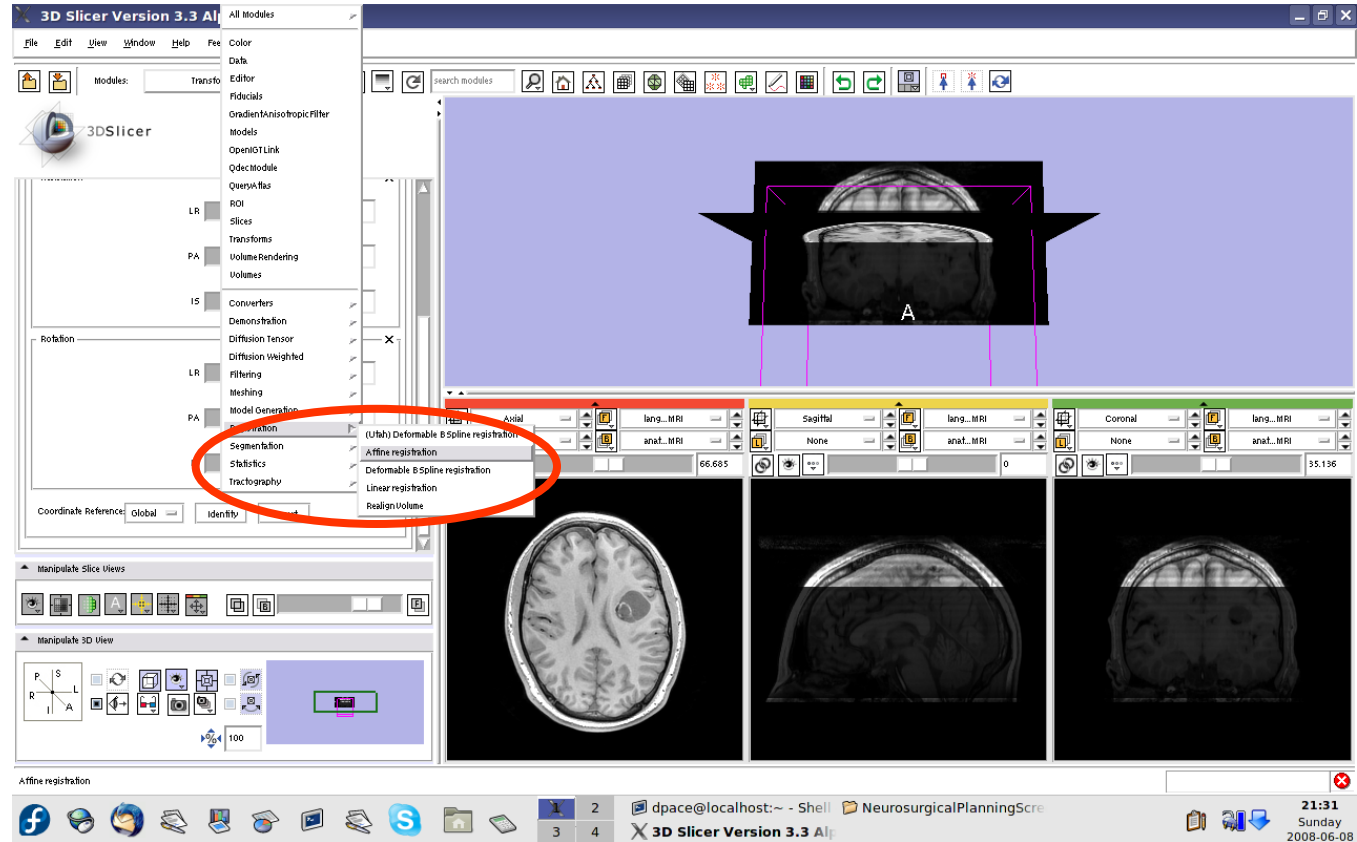 3D Slicer Version 3.3 Al
File Edit View Window Help Fee
Modules: Transfo
search modules
3DSlicer
All Modules
Color
Data
Editor
Fiducials
GradientAnisotropicFilter
Models
OpenIGTLink
QdecModule
QueryAtlas
ROI
Slices
Transforms
VolumeRendering
Volumes
Converters
Demonstration
Diffusion Tensor
Diffusion Weighted
Filtering
Meshing
Model Generation
Registration
Segmentation
Statistics
Tractography
(Utah) Deformable BSpline registration
Affine registration
Deformable BSpline registration
Linear registration
Realign Volume
LR
PA
IS
Rotation
LR
PA
Coordinate Reference: Global Identity
A
Axial lang...MRI
anat...MRI
66.685
Sagittal lang...MRI
None anat...MRI
0
Coronal lang...MRI
None anat...MRI
35.136
Manipulate Slice Views
Manipulate 3D View
P S
R L
I A
100
Affine registration
1 2
3 4
dpace@localhost:~ - Shell
NeurosurgicalPlanningScre
3D Slicer Version 3.3 Alp
21:31
Sunday
2008-06-08